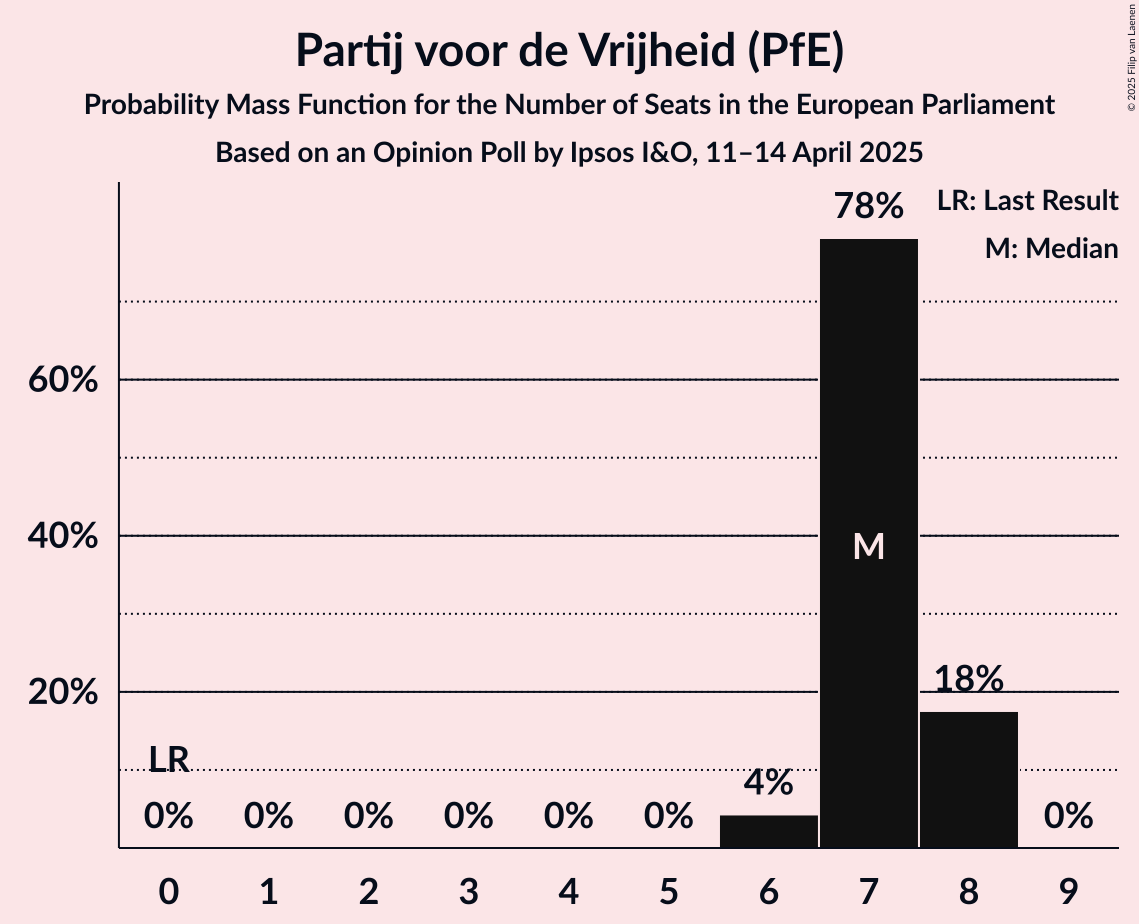 Partij voor de Vrijheid (PfE)
Probability Mass Function for the Number of Seats in the European Parliament
Based on an Opinion Poll by Ipsos I&O, 11–14 April 2025
© 2025 Filip van Laenen
LR: Last Result
M: Median
78%
60%
40%
M
20%
18%
LR
4%
0% 0% 0% 0% 0% 0% 0%
0 1 2 3 4 5 6 7 8 9